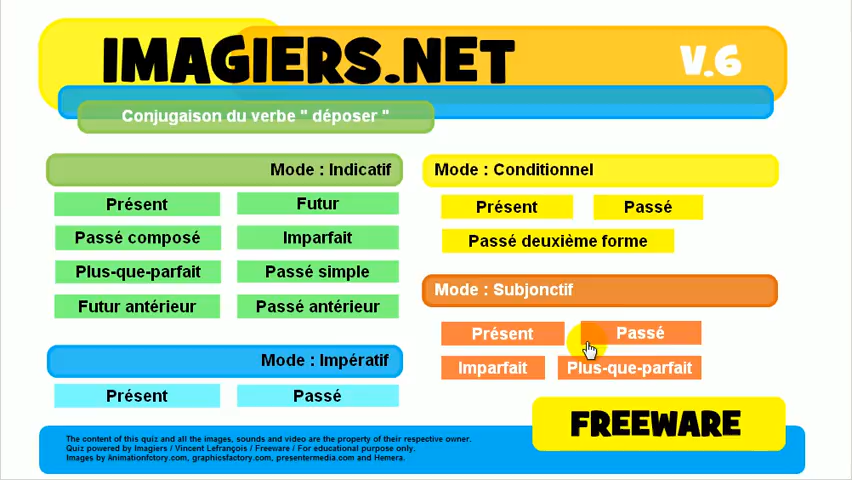 IMAGIERS.NET
V.6
Conjugaison du verbe " déposer "
Mode : Indicatif
Présent
Futur
Passé composé
Imparfait
Plus-que-parfait
Passé simple
Futur antérieur
Passé antérieur
Mode : Impératif
Présent
Passé
Mode : Conditionnel
Présent
Passé
Passé deuxième forme
Mode : Subjonctif
Présent
Passé
Imparfait
Plus-que-parfait
FREEWARE
The content of this quiz and all the images, sounds and video are the property of their respective owner.
Quiz powered by Imagiers / Vincent Lefrançois / Freeware / For educational purpose only.
Images by Animationfctory.com, graphicsfactory.com, presentermedia.com and Hemera.